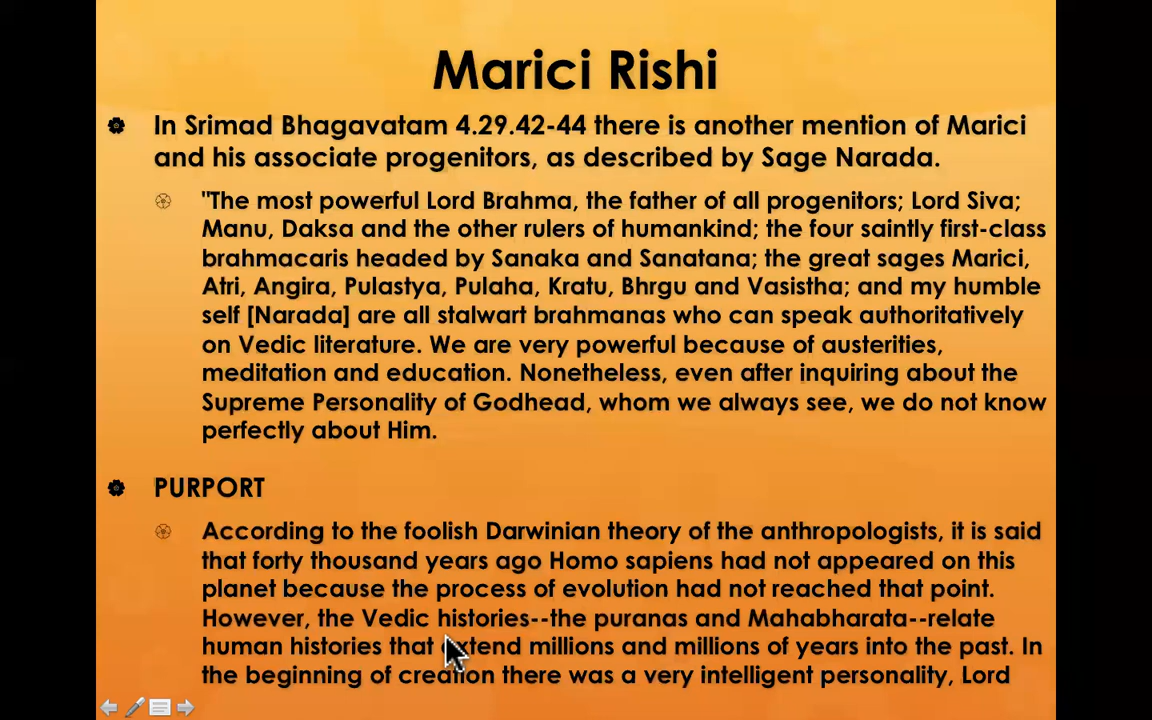 Marici Rishi
In Srimad Bhagavatam 4.29.42-44 there is another mention of Marici
and his associate progenitors, as described by Sage Narada.
"The most powerful Lord Brahma, the father of all progenitors; Lord Siva;
Manu, Daksa and the other rulers of humankind; the four saintly first-class
brahmacaris headed by Sanaka and Sanatana; the great sages Marici,
Atri, Angira, Pulastya, Pulaha, Kratu, Bhrgu and Vasistha; and my humble
self [Narada] are all stalwart brahmanas who can speak authoritatively
on Vedic literature. We are very powerful because of austerities,
meditation and education. Nonetheless, even after inquiring about the
Supreme Personality of Godhead, whom we always see, we do not know
perfectly about Him.
PURPORT
According to the foolish Darwinian theory of the anthropologists, it is said
that forty thousand years ago Homo sapiens had not appeared on this
planet because the process of evolution had not reached that point.
However, the Vedic histories--the puranas and Mahabharata--relate
human histories that extend millions and millions of years into the past. In
the beginning of creation there was a very intelligent personality, Lord